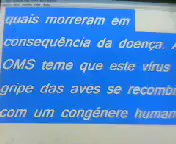 quais morreram em
consequência da doença. A
OMS teme que este vírus
gripe das aves se recombi
com um congénere human